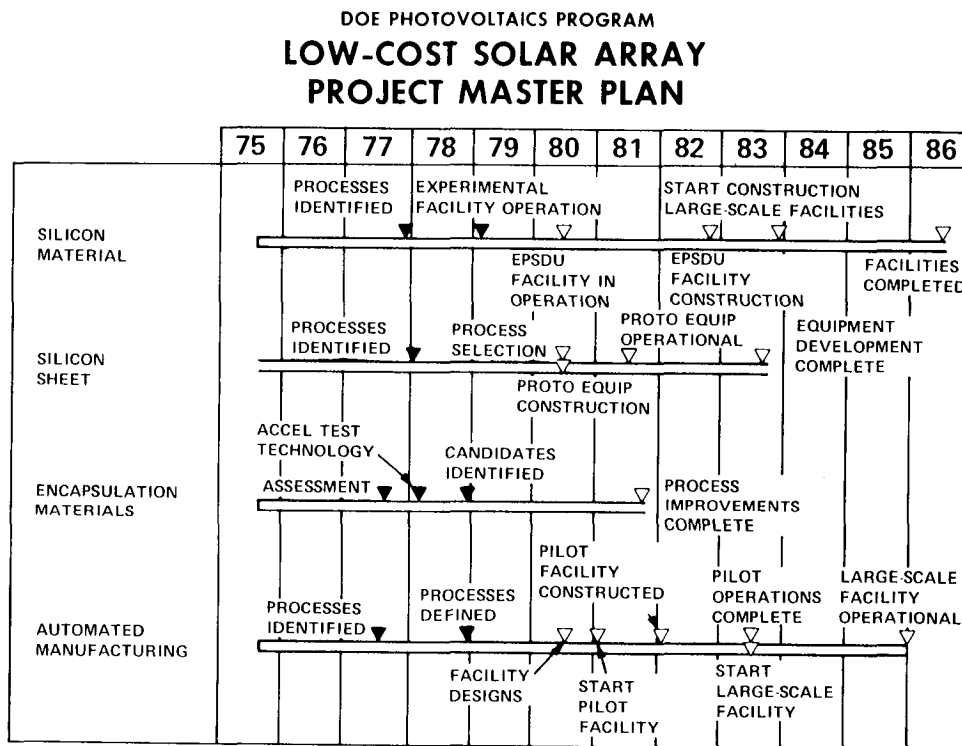 DOE PHOTOVOLTAICS PROGRAM
LOW-COST SOLAR ARRAY
PROJECT MASTER PLAN
75 76 77 78 79 80 81 82 83 84 85 86
SILICON
MATERIAL
PROCESSES
IDENTIFIED
EXPERIMENTAL
FACILITY OPERATION
START CONSTRUCTION
LARGE-SCALE FACILITIES
EPSDU
FACILITY IN
OPERATION
EPSDU
FACILITY
CONSTRUCTION
FACILITIES
COMPLETED
SILICON
SHEET
PROCESSES
IDENTIFIED
PROCESS
SELECTION
PROTO EQUIP
OPERATIONAL
EQUIPMENT
DEVELOPMENT
COMPLETE
PROTO EQUIP
CONSTRUCTION
ENCAPSULATION
MATERIALS
ACCEL TEST
TECHNOLOGY
ASSESSMENT
CANDIDATES
IDENTIFIED
PROCESS
IMPROVEMENTS
COMPLETE
AUTOMATED
MANUFACTURING
PROCESSES
IDENTIFIED
PROCESSES
DEFINED
PILOT
FACILITY
CONSTRUCTED
PILOT
OPERATIONS
COMPLETE
LARGE-SCALE
FACILITY
OPERATIONAL
FACILITY
DESIGNS
START
PILOT
FACILITY
START
LARGE-SCALE
FACILITY